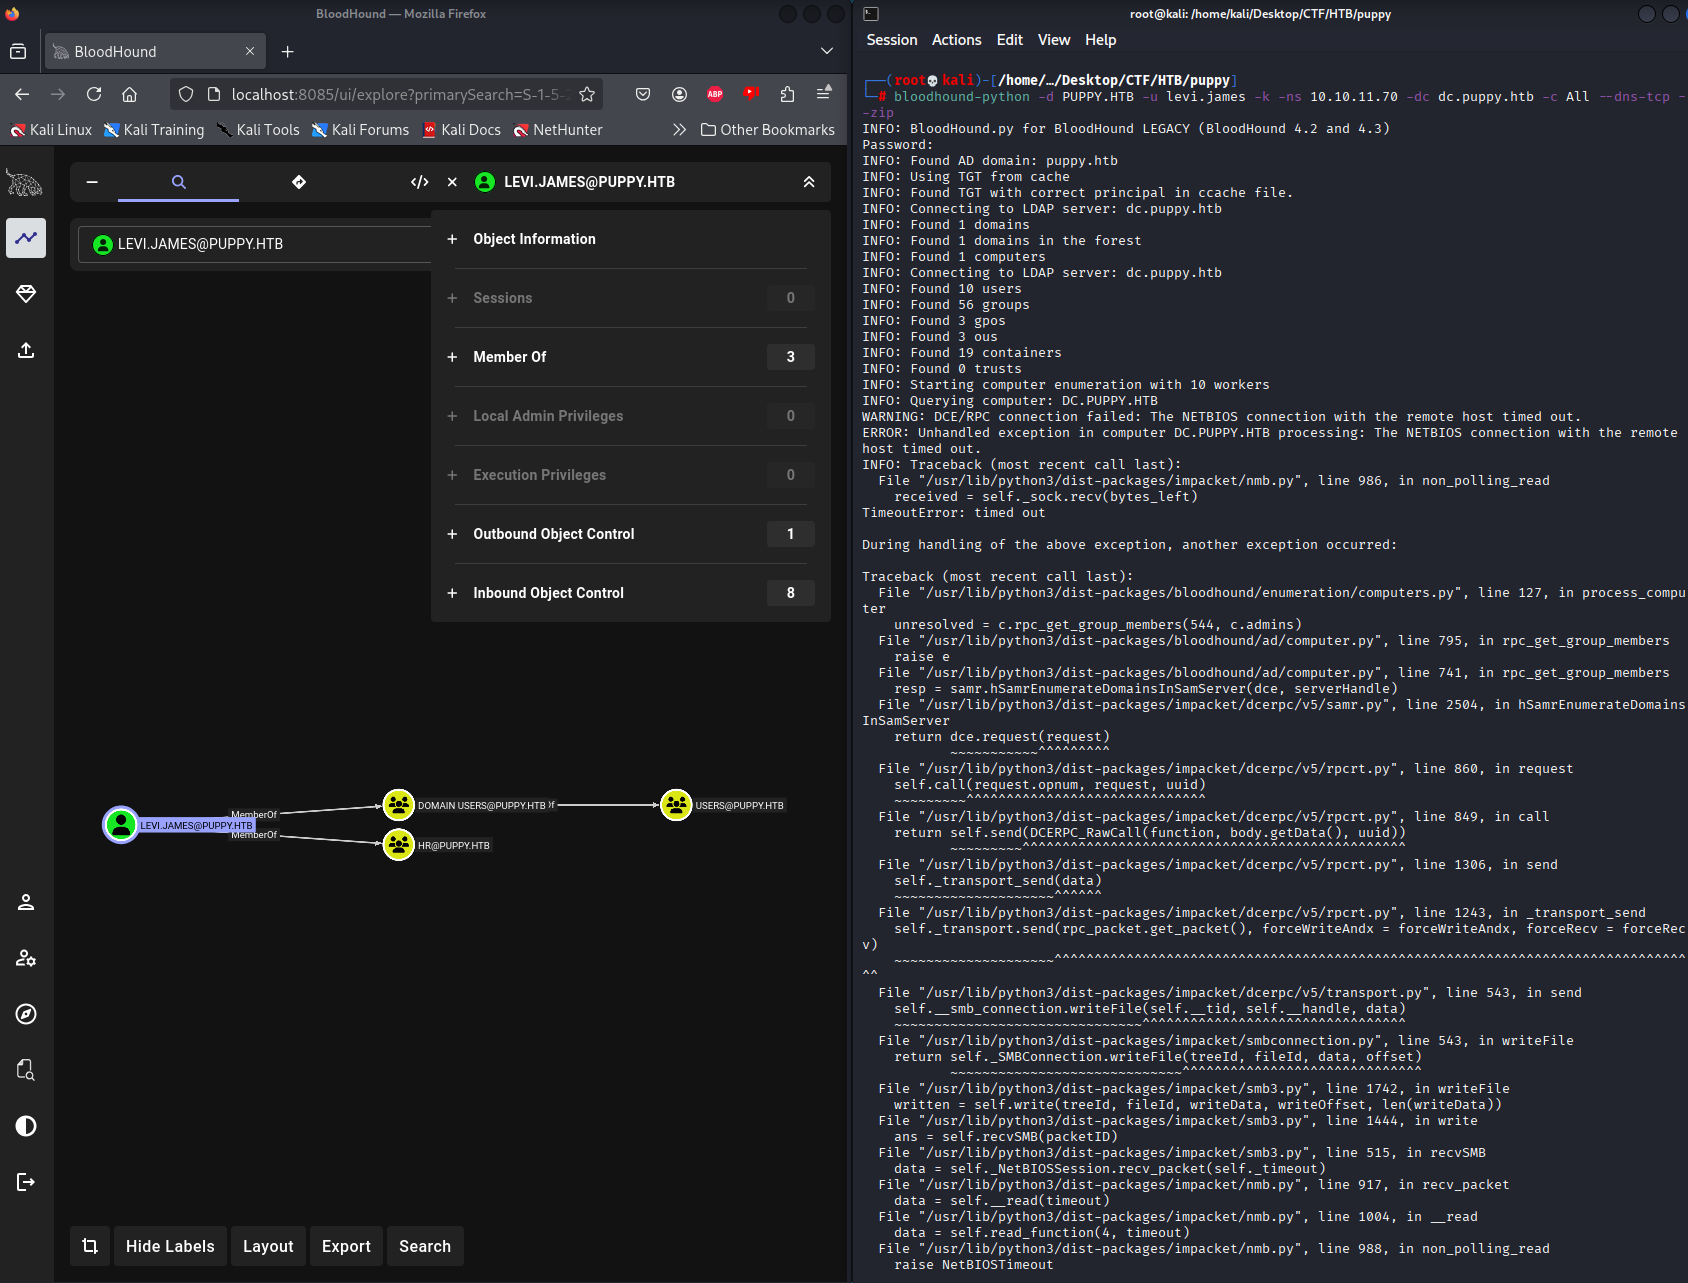 BloodHound — Mozilla Firefox
BloodHound
localhost:8085/ui/explore?primarySearch=S-1-5-2
Kali Linux
Kali Training
Kali Tools
Kali Forums
Kali Docs
NetHunter
Other Bookmarks
LEVI.JAMES@PUPPY.HTB
LEVI.JAMES@PUPPY.HTB
Object Information
Sessions 0
Member Of 3
Local Admin Privileges 0
Execution Privileges 0
Outbound Object Control 1
Inbound Object Control 8
MemberOf
DOMAIN USERS@PUPPY.HTB
USERS@PUPPY.HTB
LEVI.JAMES@PUPPY.HTB
MemberOf
HR@PUPPY.HTB
Hide Labels
Layout
Export
Search
root@kali: /home/kali/Desktop/CTF/HTB/puppy
Session Actions Edit View Help
┌──(root💀kali)-[/home/…/Desktop/CTF/HTB/puppy]
└─# bloodhound-python -d PUPPY.HTB -u levi.james -k -ns 10.10.11.70 -dc dc.puppy.htb -c All --dns-tcp -
-zip
INFO: BloodHound.py for BloodHound LEGACY (BloodHound 4.2 and 4.3)
Password:
INFO: Found AD domain: puppy.htb
INFO: Using TGT from cache
INFO: Found TGT with correct principal in ccache file.
INFO: Connecting to LDAP server: dc.puppy.htb
INFO: Found 1 domains
INFO: Found 1 domains in the forest
INFO: Found 1 computers
INFO: Connecting to LDAP server: dc.puppy.htb
INFO: Found 10 users
INFO: Found 56 groups
INFO: Found 3 gpos
INFO: Found 3 ous
INFO: Found 19 containers
INFO: Found 0 trusts
INFO: Starting computer enumeration with 10 workers
INFO: Querying computer: DC.PUPPY.HTB
WARNING: DCE/RPC connection failed: The NETBIOS connection with the remote host timed out.
ERROR: Unhandled exception in computer DC.PUPPY.HTB processing: The NETBIOS connection with the remote
host timed out.
INFO: Traceback (most recent call last):
File "/usr/lib/python3/dist-packages/impacket/nmb.py", line 986, in non_polling_read
received = self._sock.recv(bytes_left)
TimeoutError: timed out
During handling of the above exception, another exception occurred:
Traceback (most recent call last):
File "/usr/lib/python3/dist-packages/bloodhound/enumeration/computers.py", line 127, in process_compu
ter
unresolved = c.rpc_get_group_members(544, c.admins)
File "/usr/lib/python3/dist-packages/bloodhound/ad/computer.py", line 795, in rpc_get_group_members
raise e
File "/usr/lib/python3/dist-packages/bloodhound/ad/computer.py", line 741, in rpc_get_group_members
resp = samr.hSamrEnumerateDomainsInSamServer(dce, serverHandle)
File "/usr/lib/python3/dist-packages/impacket/dcerpc/v5/samr.py", line 2504, in hSamrEnumerateDomains
InSamServer
return dce.request(request)
~~~~~~~~~~~^^^^^^^^^
File "/usr/lib/python3/dist-packages/impacket/dcerpc/v5/rpcrt.py", line 860, in request
self.call(request.opnum, request, uuid)
~~~~~~~~~^^^^^^^^^^^^^^^^^^^^^^^^^^^^^^
File "/usr/lib/python3/dist-packages/impacket/dcerpc/v5/rpcrt.py", line 849, in call
return self.send(DCERPC_RawCall(function, body.getData(), uuid))
~~~~~~~~~^^^^^^^^^^^^^^^^^^^^^^^^^^^^^^^^^^^^^^^^^^^^^^^^
File "/usr/lib/python3/dist-packages/impacket/dcerpc/v5/rpcrt.py", line 1306, in send
self._transport_send(data)
~~~~~~~~~~~~~~~~~~~~^^^^^^
File "/usr/lib/python3/dist-packages/impacket/dcerpc/v5/rpcrt.py", line 1243, in _transport_send
self._transport.send(rpc_packet.get_packet(), forceWriteAndx = forceWriteAndx, forceRecv = forceRec
v)
~~~~~~~~~~~~~~~~~~~~^^^^^^^^^^^^^^^^^^^^^^^^^^^^^^^^^^^^^^^^^^^^^^^^^^^^^^^^^^^^^^^^^^^^^^^^^^^^^^^
^^
File "/usr/lib/python3/dist-packages/impacket/dcerpc/v5/transport.py", line 543, in send
self.__smb_connection.writeFile(self.__tid, self.__handle, data)
~~~~~~~~~~~~~~~~~~~~~~~~~~~~~~~^^^^^^^^^^^^^^^^^^^^^^^^^^^^^^^^^
File "/usr/lib/python3/dist-packages/impacket/smbconnection.py", line 543, in writeFile
return self._SMBConnection.writeFile(treeId, fileId, data, offset)
~~~~~~~~~~~~~~~~~~~~~~~~~~~~~^^^^^^^^^^^^^^^^^^^^^^^^^^^^^^
File "/usr/lib/python3/dist-packages/impacket/smb3.py", line 1742, in writeFile
written = self.write(treeId, fileId, writeData, writeOffset, len(writeData))
File "/usr/lib/python3/dist-packages/impacket/smb3.py", line 1444, in write
ans = self.recvSMB(packetID)
File "/usr/lib/python3/dist-packages/impacket/smb3.py", line 515, in recvSMB
data = self._NetBIOSSession.recv_packet(self._timeout)
File "/usr/lib/python3/dist-packages/impacket/nmb.py", line 917, in recv_packet
data = self.__read(timeout)
File "/usr/lib/python3/dist-packages/impacket/nmb.py", line 1004, in __read
data = self.read_function(4, timeout)
File "/usr/lib/python3/dist-packages/impacket/nmb.py", line 988, in non_polling_read
raise NetBIOSTimeout